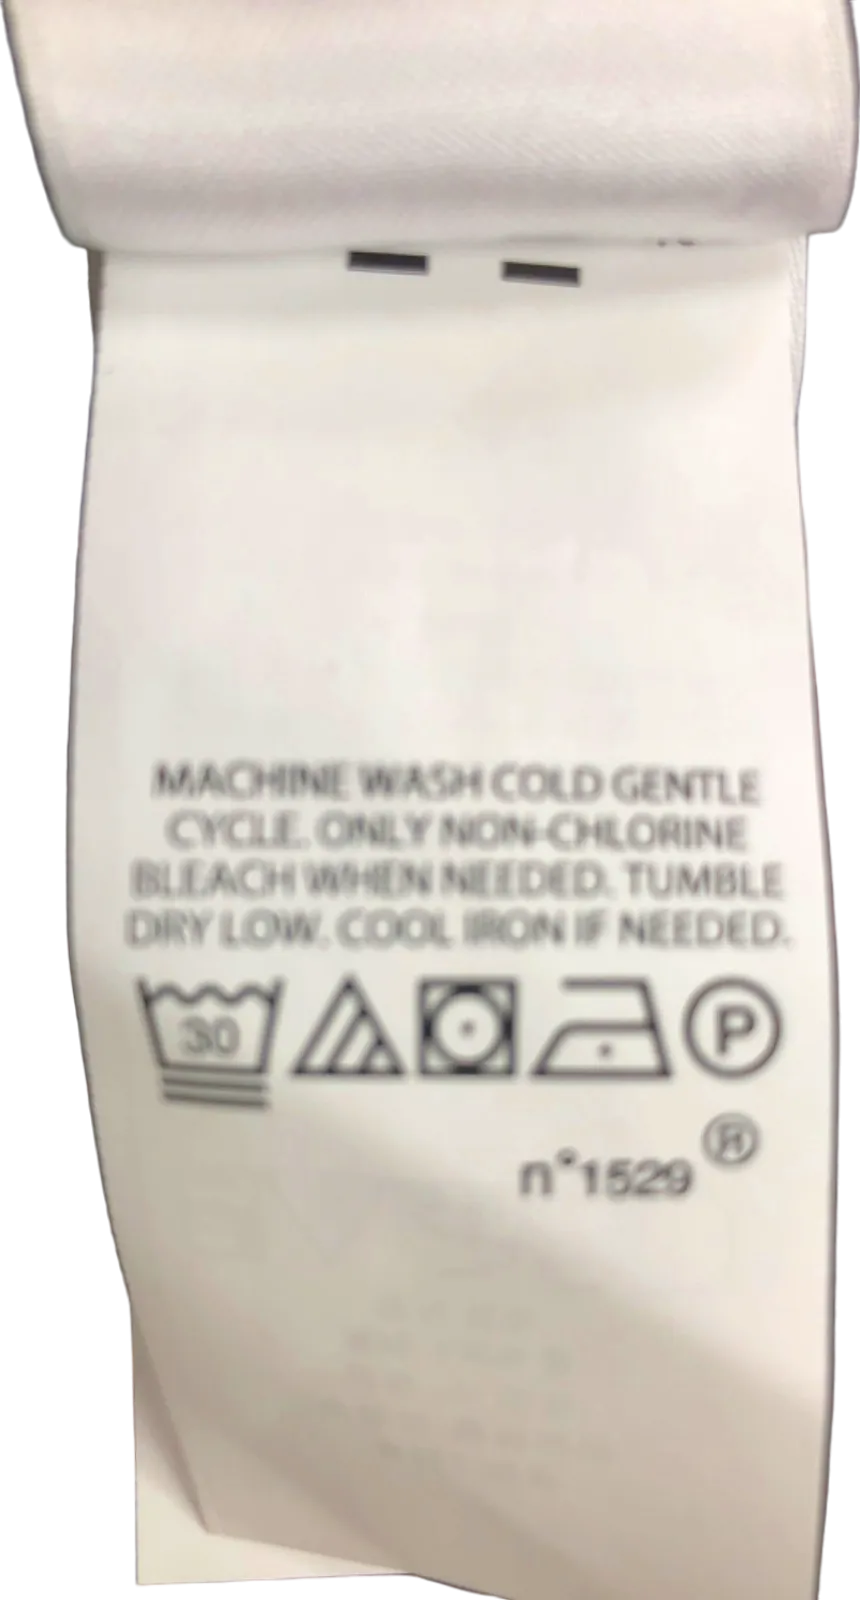 MACHINE WASH COLD GENTLE
CYCLE. ONLY NON-CHLORINE
BLEACH WHEN NEEDED. TUMBLE
DRY LOW. COOL IRON IF NEEDED.
30 P
®
n°1529